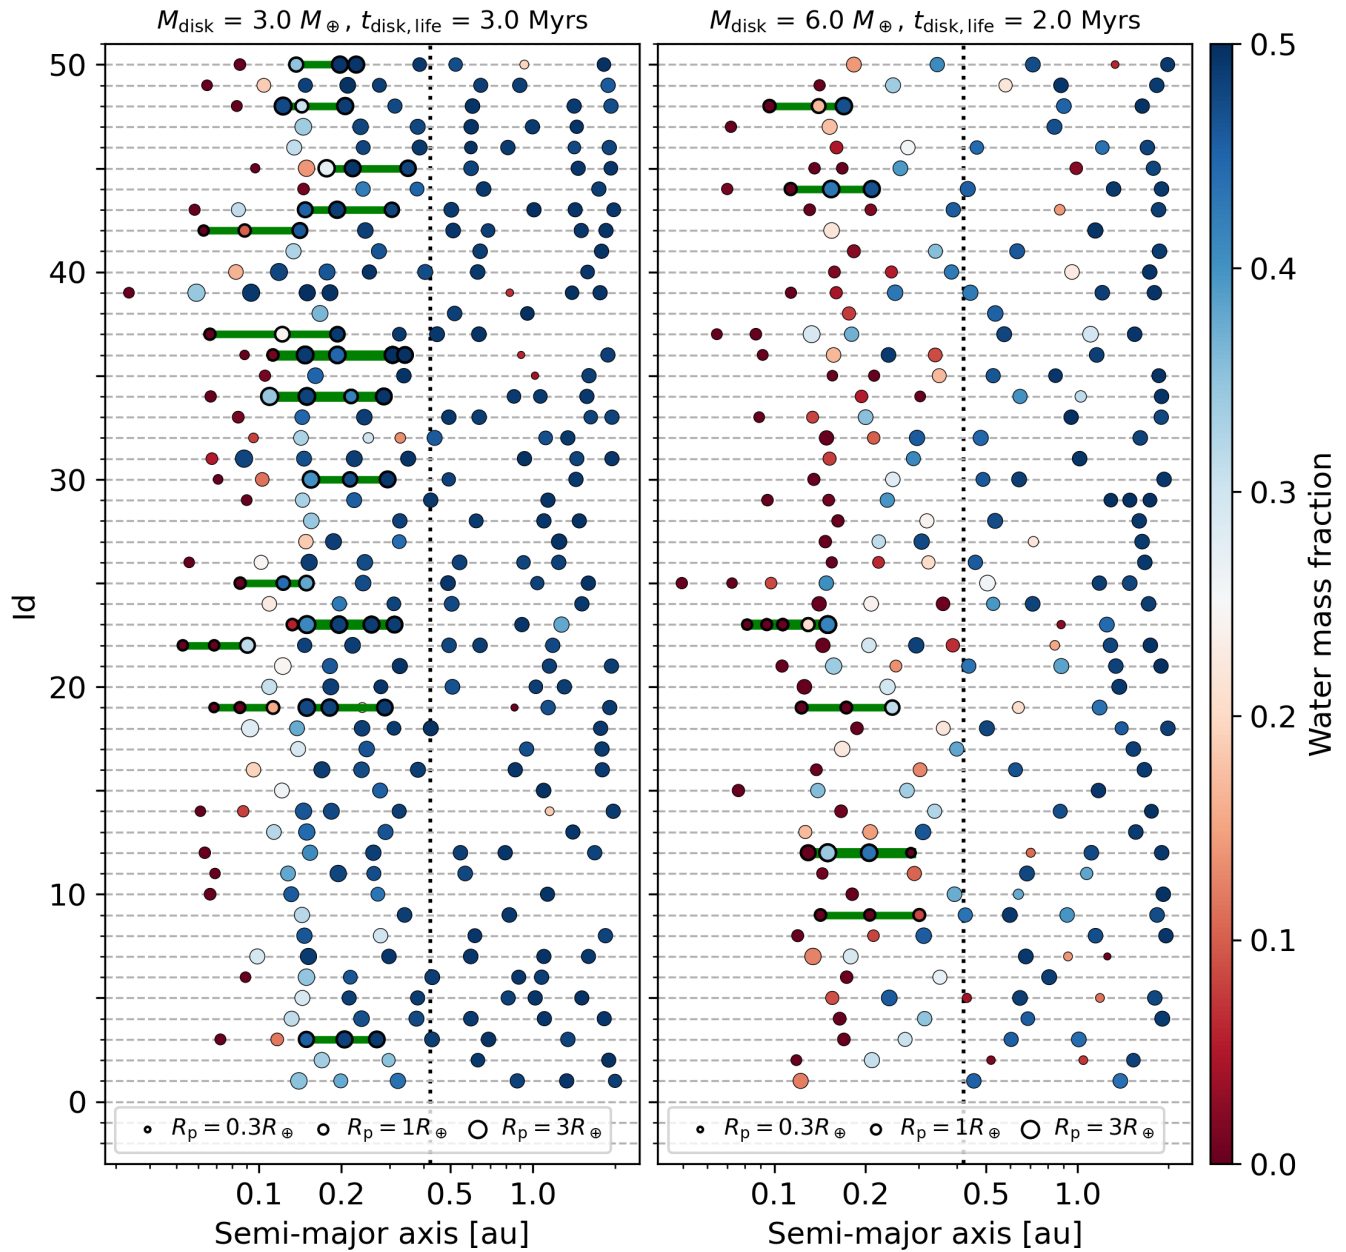 M_disk = 3.0 M_⊕, t_disk,life = 3.0 Myrs
M_disk = 6.0 M_⊕, t_disk,life = 2.0 Myrs
50
40
30
20
10
0
Id
R_p = 0.3R_⊕ R_p = 1R_⊕ R_p = 3R_⊕
R_p = 0.3R_⊕ R_p = 1R_⊕ R_p = 3R_⊕
0.1 0.2 0.5 1.0
0.1 0.2 0.5 1.0
Semi-major axis [au]
Semi-major axis [au]
0.5
0.4
0.3
0.2
0.1
0.0
Water mass fraction